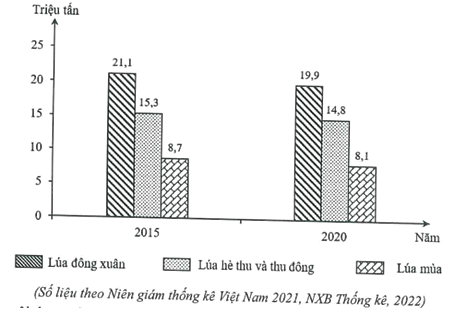 Triệu tấn
25
20
15
10
5
0
21,1
15,3
8,7
19,9
14,8
8,1
2015
2020
Năm
Lúa đông xuân
Lúa hè thu và thu đông
Lúa mùa
(Số liệu theo Niên giám thống kê Việt Nam 2021, NXB Thống kê, 2022)